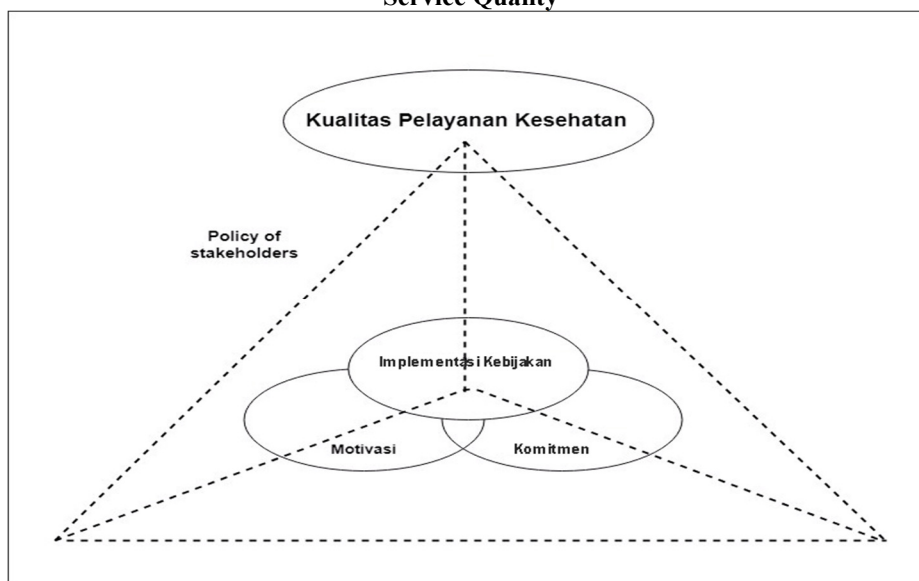 Service Quality
Kualitas Pelayanan Kesehatan
Policy of
stakeholders
Implementasi Kebijakan
Motivasi
Komitmen